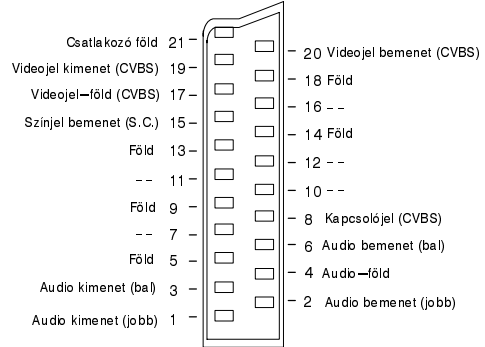 Csatlakozó föld 21
Videojel kimenet (CVBS) 19
Videojel–föld (CVBS) 17
Színjel bemenet (S.C.) 15
Föld 13
-- 11
Föld 9
-- 7
Föld 5
Audio kimenet (bal) 3
Audio kimenet (jobb) 1
20 Videojel bemenet (CVBS)
18 Föld
16 --
14 Föld
12 --
10 --
8 Kapcsolójel (CVBS)
6 Audio bemenet (bal)
4 Audio–föld
2 Audio bemenet (jobb)